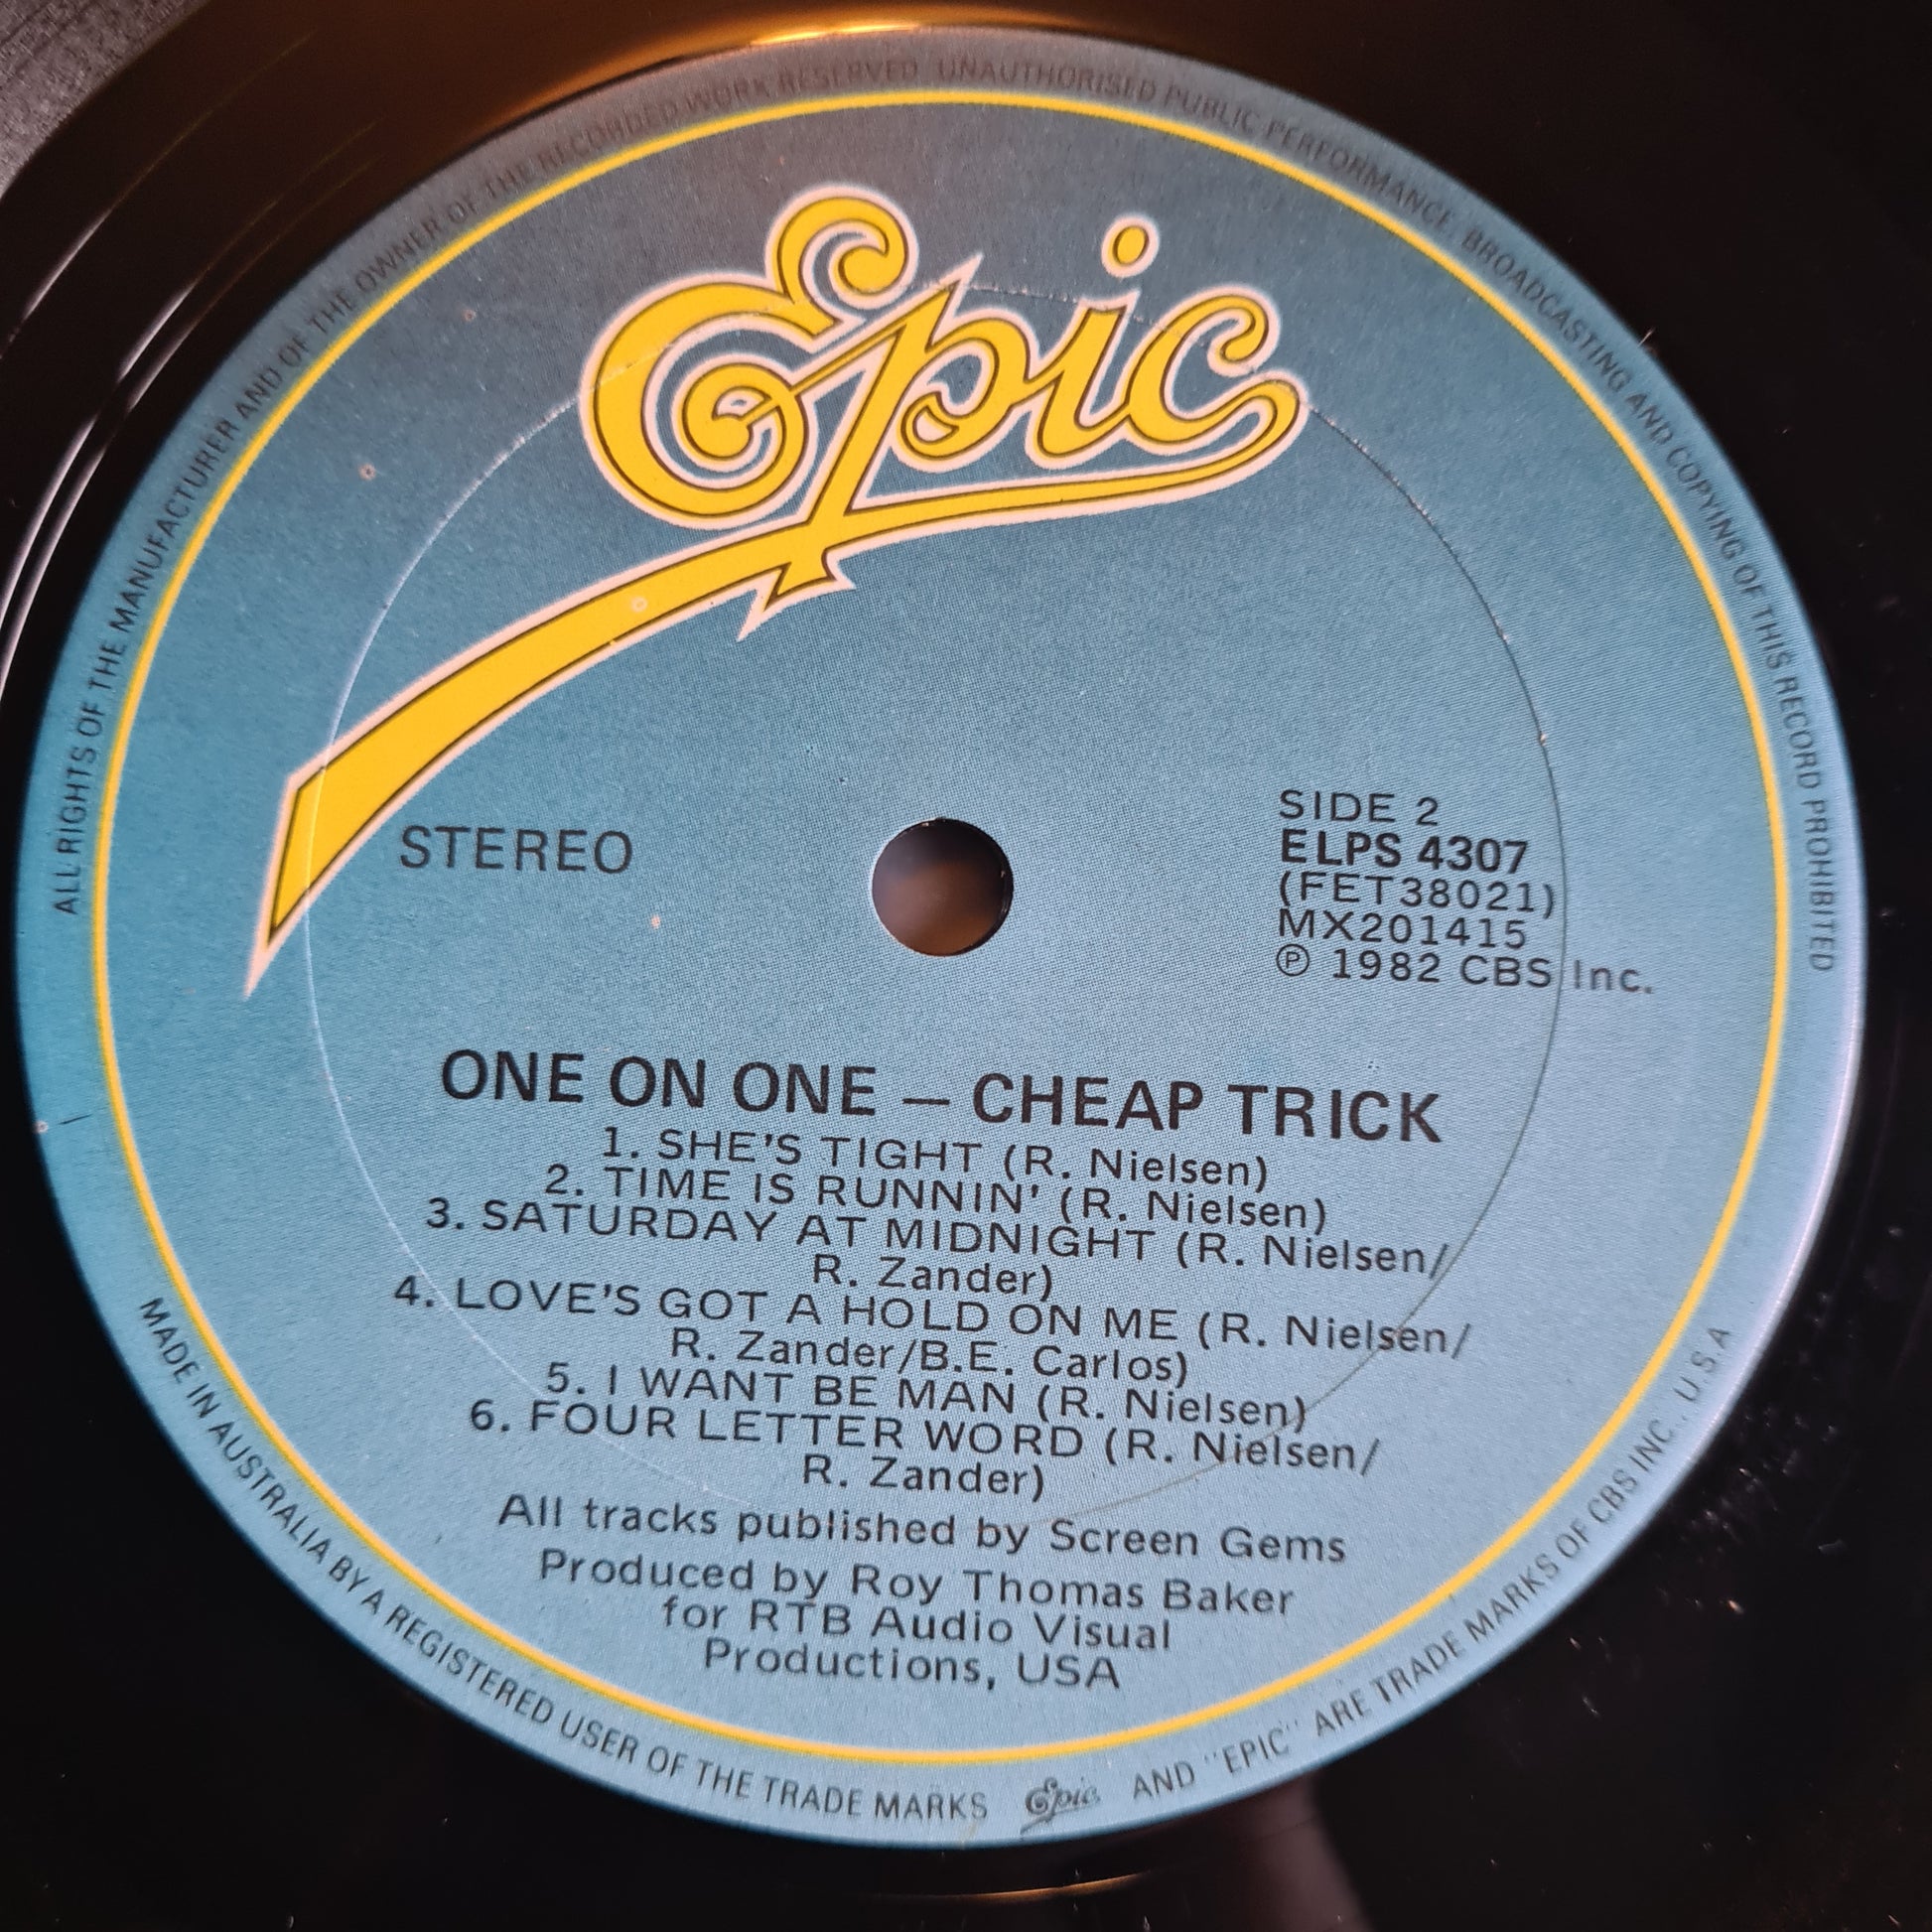 ALL RIGHTS OF THE MANUFACTURER AND OF THE OWNER OF THE RECORDED WORK RESERVED UNAUTHORISED PUBLIC PERFORMANCE, BROADCASTING AND COPYING OF THIS RECORD PROHIBITED
Epic
STEREO
SIDE 2
ELPS 4307
(FET38021)
MX201415
Ⓟ 1982 CBS Inc.
ONE ON ONE – CHEAP TRICK
1. SHE'S TIGHT (R. Nielsen)
2. TIME IS RUNNIN' (R. Nielsen)
3. SATURDAY AT MIDNIGHT (R. Nielsen/
R. Zander)
4. LOVE'S GOT A HOLD ON ME (R. Nielsen/
R. Zander/B.E. Carlos)
5. I WANT BE MAN (R. Nielsen)
6. FOUR LETTER WORD (R. Nielsen/
R. Zander)
All tracks published by Screen Gems
Produced by Roy Thomas Baker
for RTB Audio Visual
Productions, USA
MADE IN AUSTRALIA BY A REGISTERED USER OF THE TRADE MARKS Epic AND "EPIC" ARE TRADE MARKS OF CBS INC., U.S.A